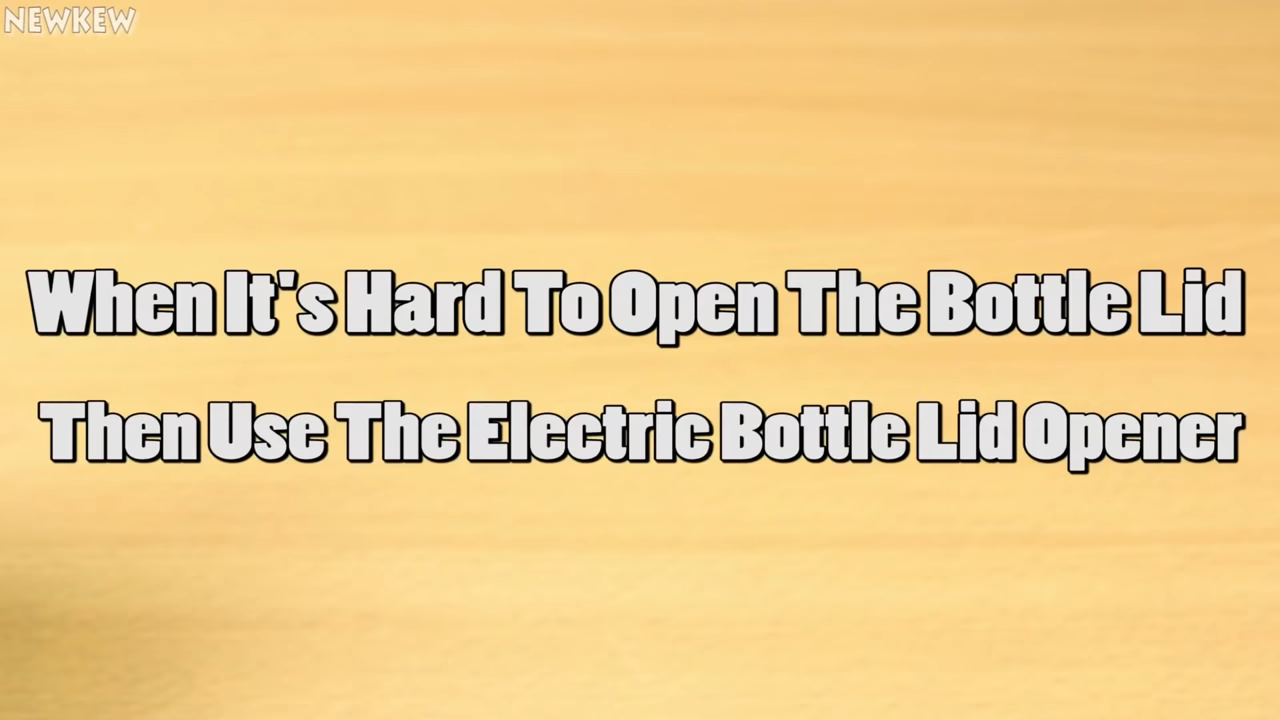 NEWKEW
When It's Hard To Open The Bottle Lid
Then Use The Electric Bottle Lid Opener